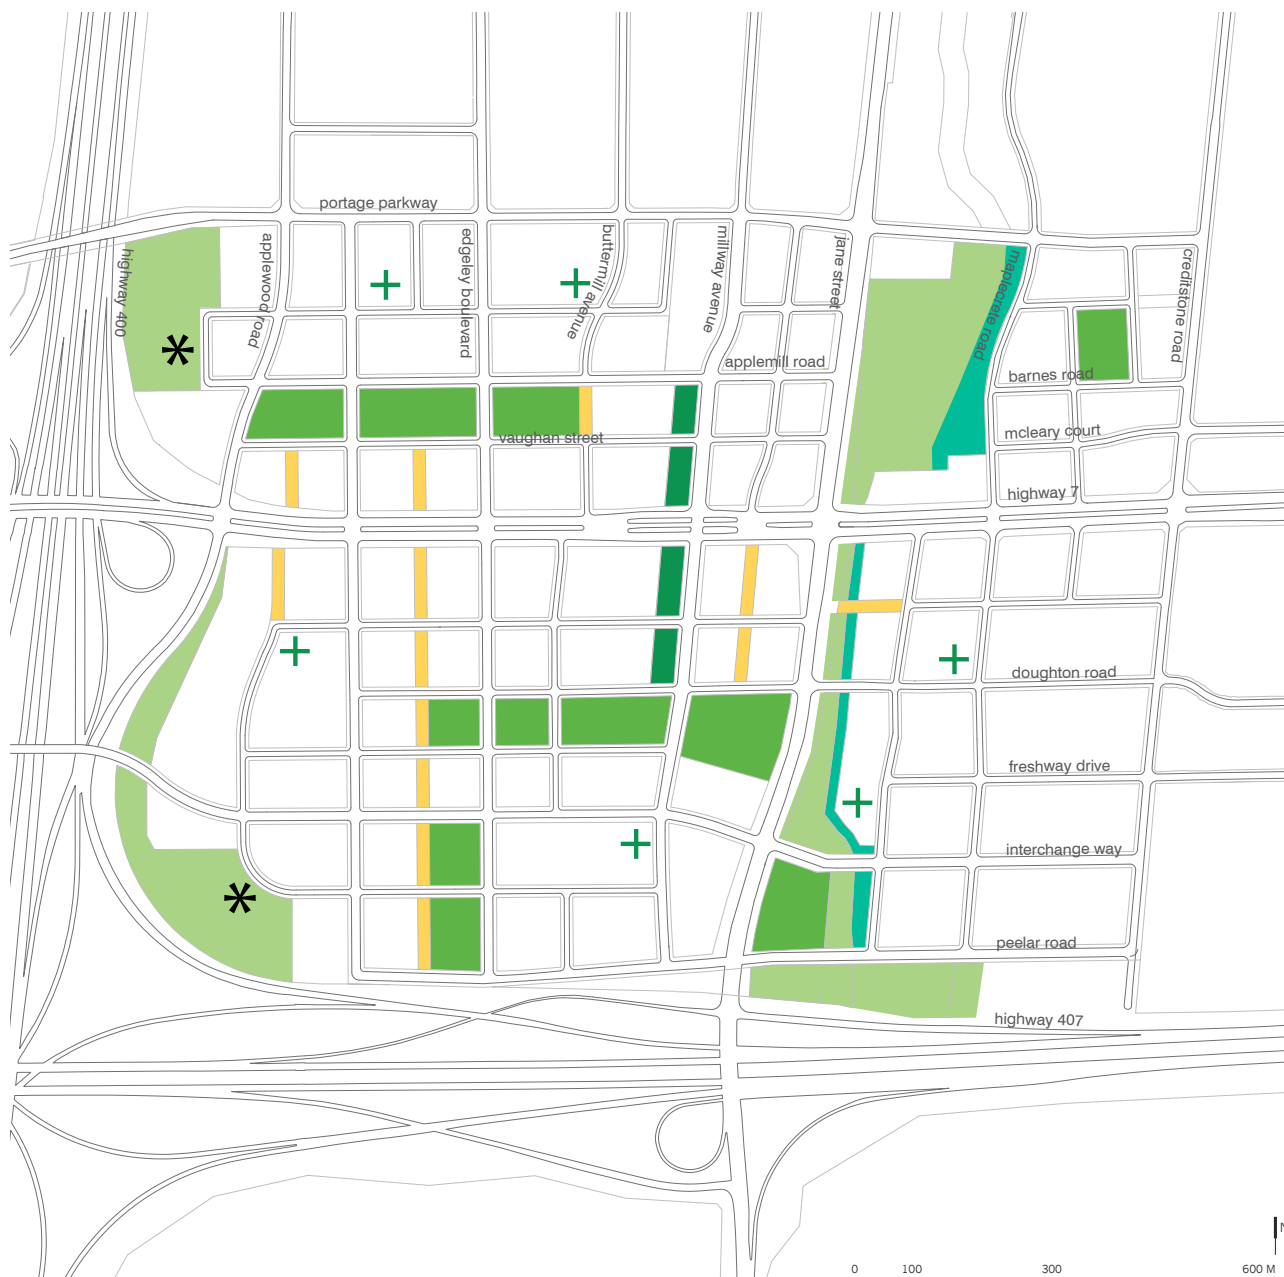 portage parkway
highway 400
applewood road
edgeley boulevard
buttermill avenue
millway avenue
jane street
maplecrete road
creditstone road
applemill road
barnes road
vaughan street
mcleary court
highway 7
doughton road
freshway drive
interchange way
peelar road
highway 407
N
0 100 300 600 M